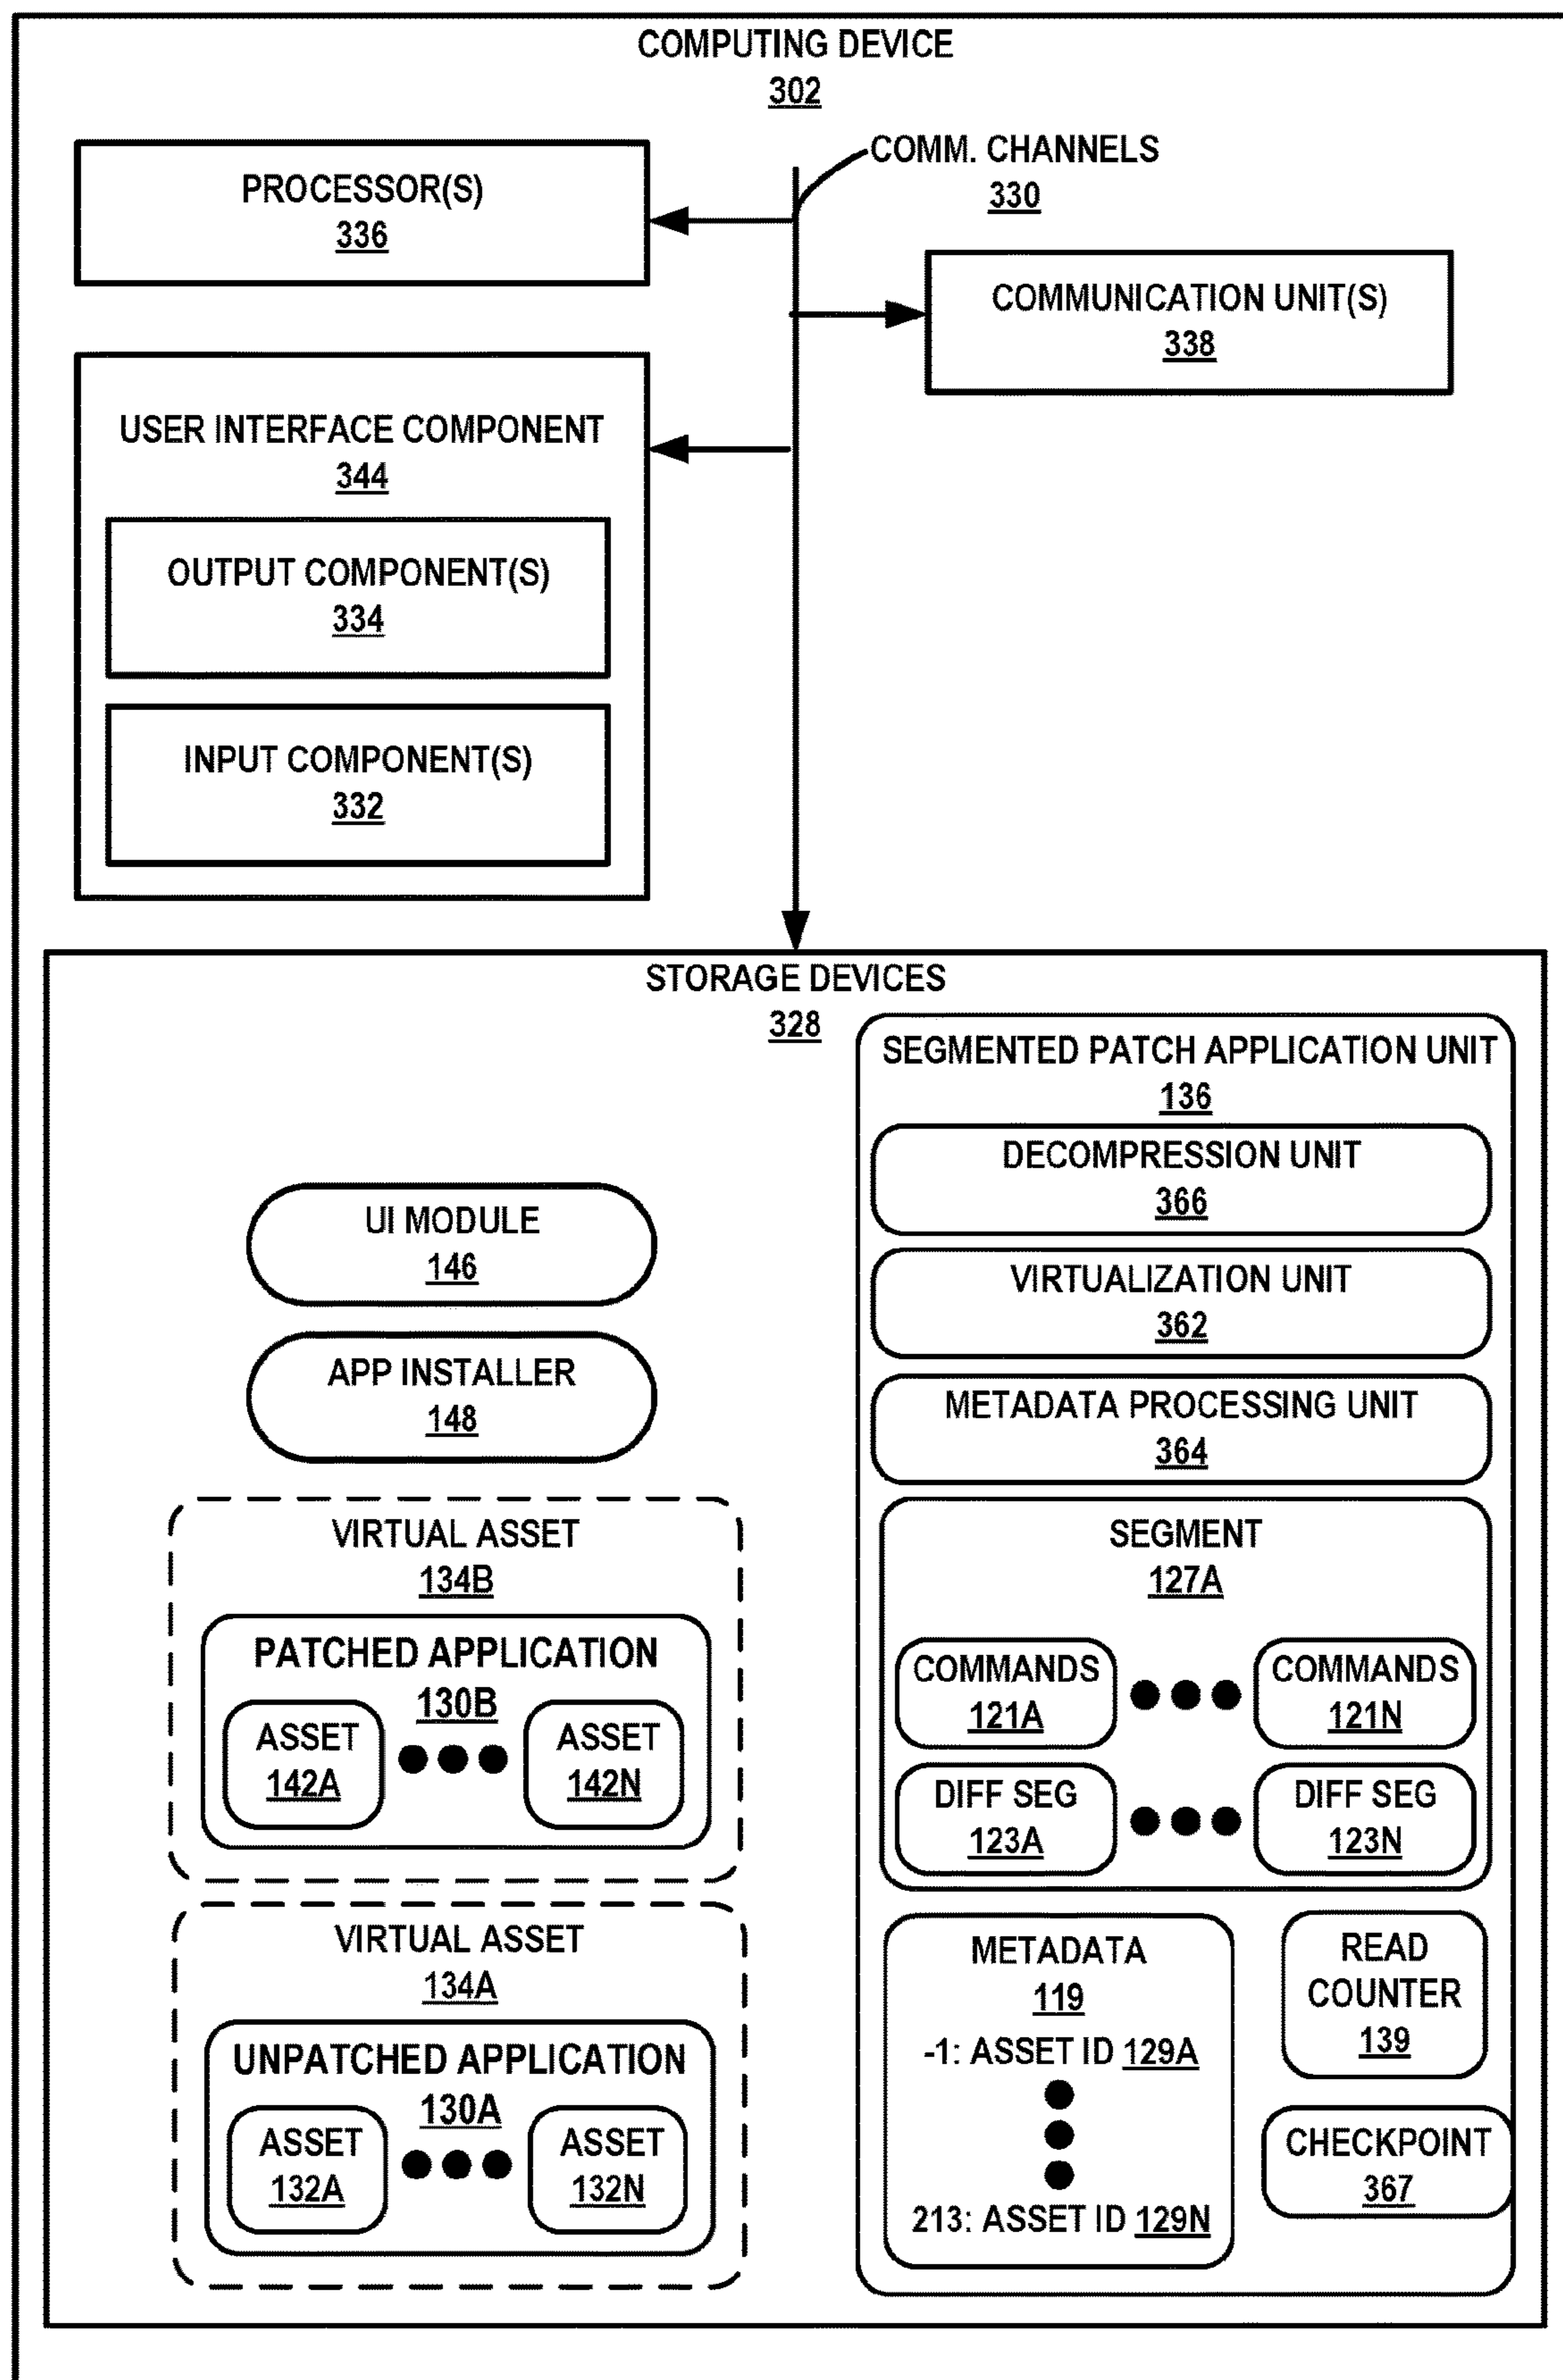 COMPUTING DEVICE
302
COMM. CHANNELS
330
PROCESSOR(S)
336
COMMUNICATION UNIT(S)
338
USER INTERFACE COMPONENT
344
OUTPUT COMPONENT(S)
334
INPUT COMPONENT(S)
332
STORAGE DEVICES
328
UI MODULE
146
APP INSTALLER
148
VIRTUAL ASSET
134B
PATCHED APPLICATION
130B
ASSET
142A
ASSET
142N
VIRTUAL ASSET
134A
UNPATCHED APPLICATION
130A
ASSET
132A
ASSET
132N
SEGMENTED PATCH APPLICATION UNIT
136
DECOMPRESSION UNIT
366
VIRTUALIZATION UNIT
362
METADATA PROCESSING UNIT
364
SEGMENT
127A
COMMANDS
121A
COMMANDS
121N
DIFF SEG
123A
DIFF SEG
123N
METADATA
119
-1: ASSET ID 129A
213: ASSET ID 129N
READ
COUNTER
139
CHECKPOINT
367